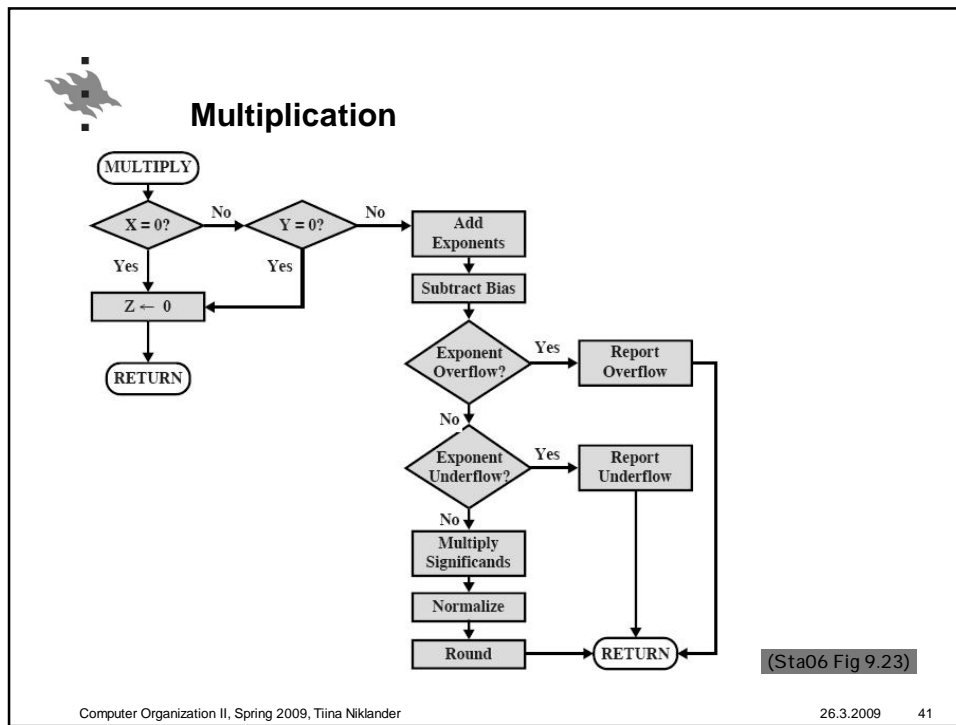 Multiplication
MULTIPLY
X = 0?
No
Y = 0?
No
Add
Exponents
Yes
Yes
Subtract Bias
Z ← 0
RETURN
Exponent
Overflow?
Yes
Report
Overflow
No
Exponent
Underflow?
Yes
Report
Underflow
No
Multiply
Significands
Normalize
Round
RETURN
(Sta06 Fig 9.23)
Computer Organization II, Spring 2009, Tiina Niklander
26.3.2009
41